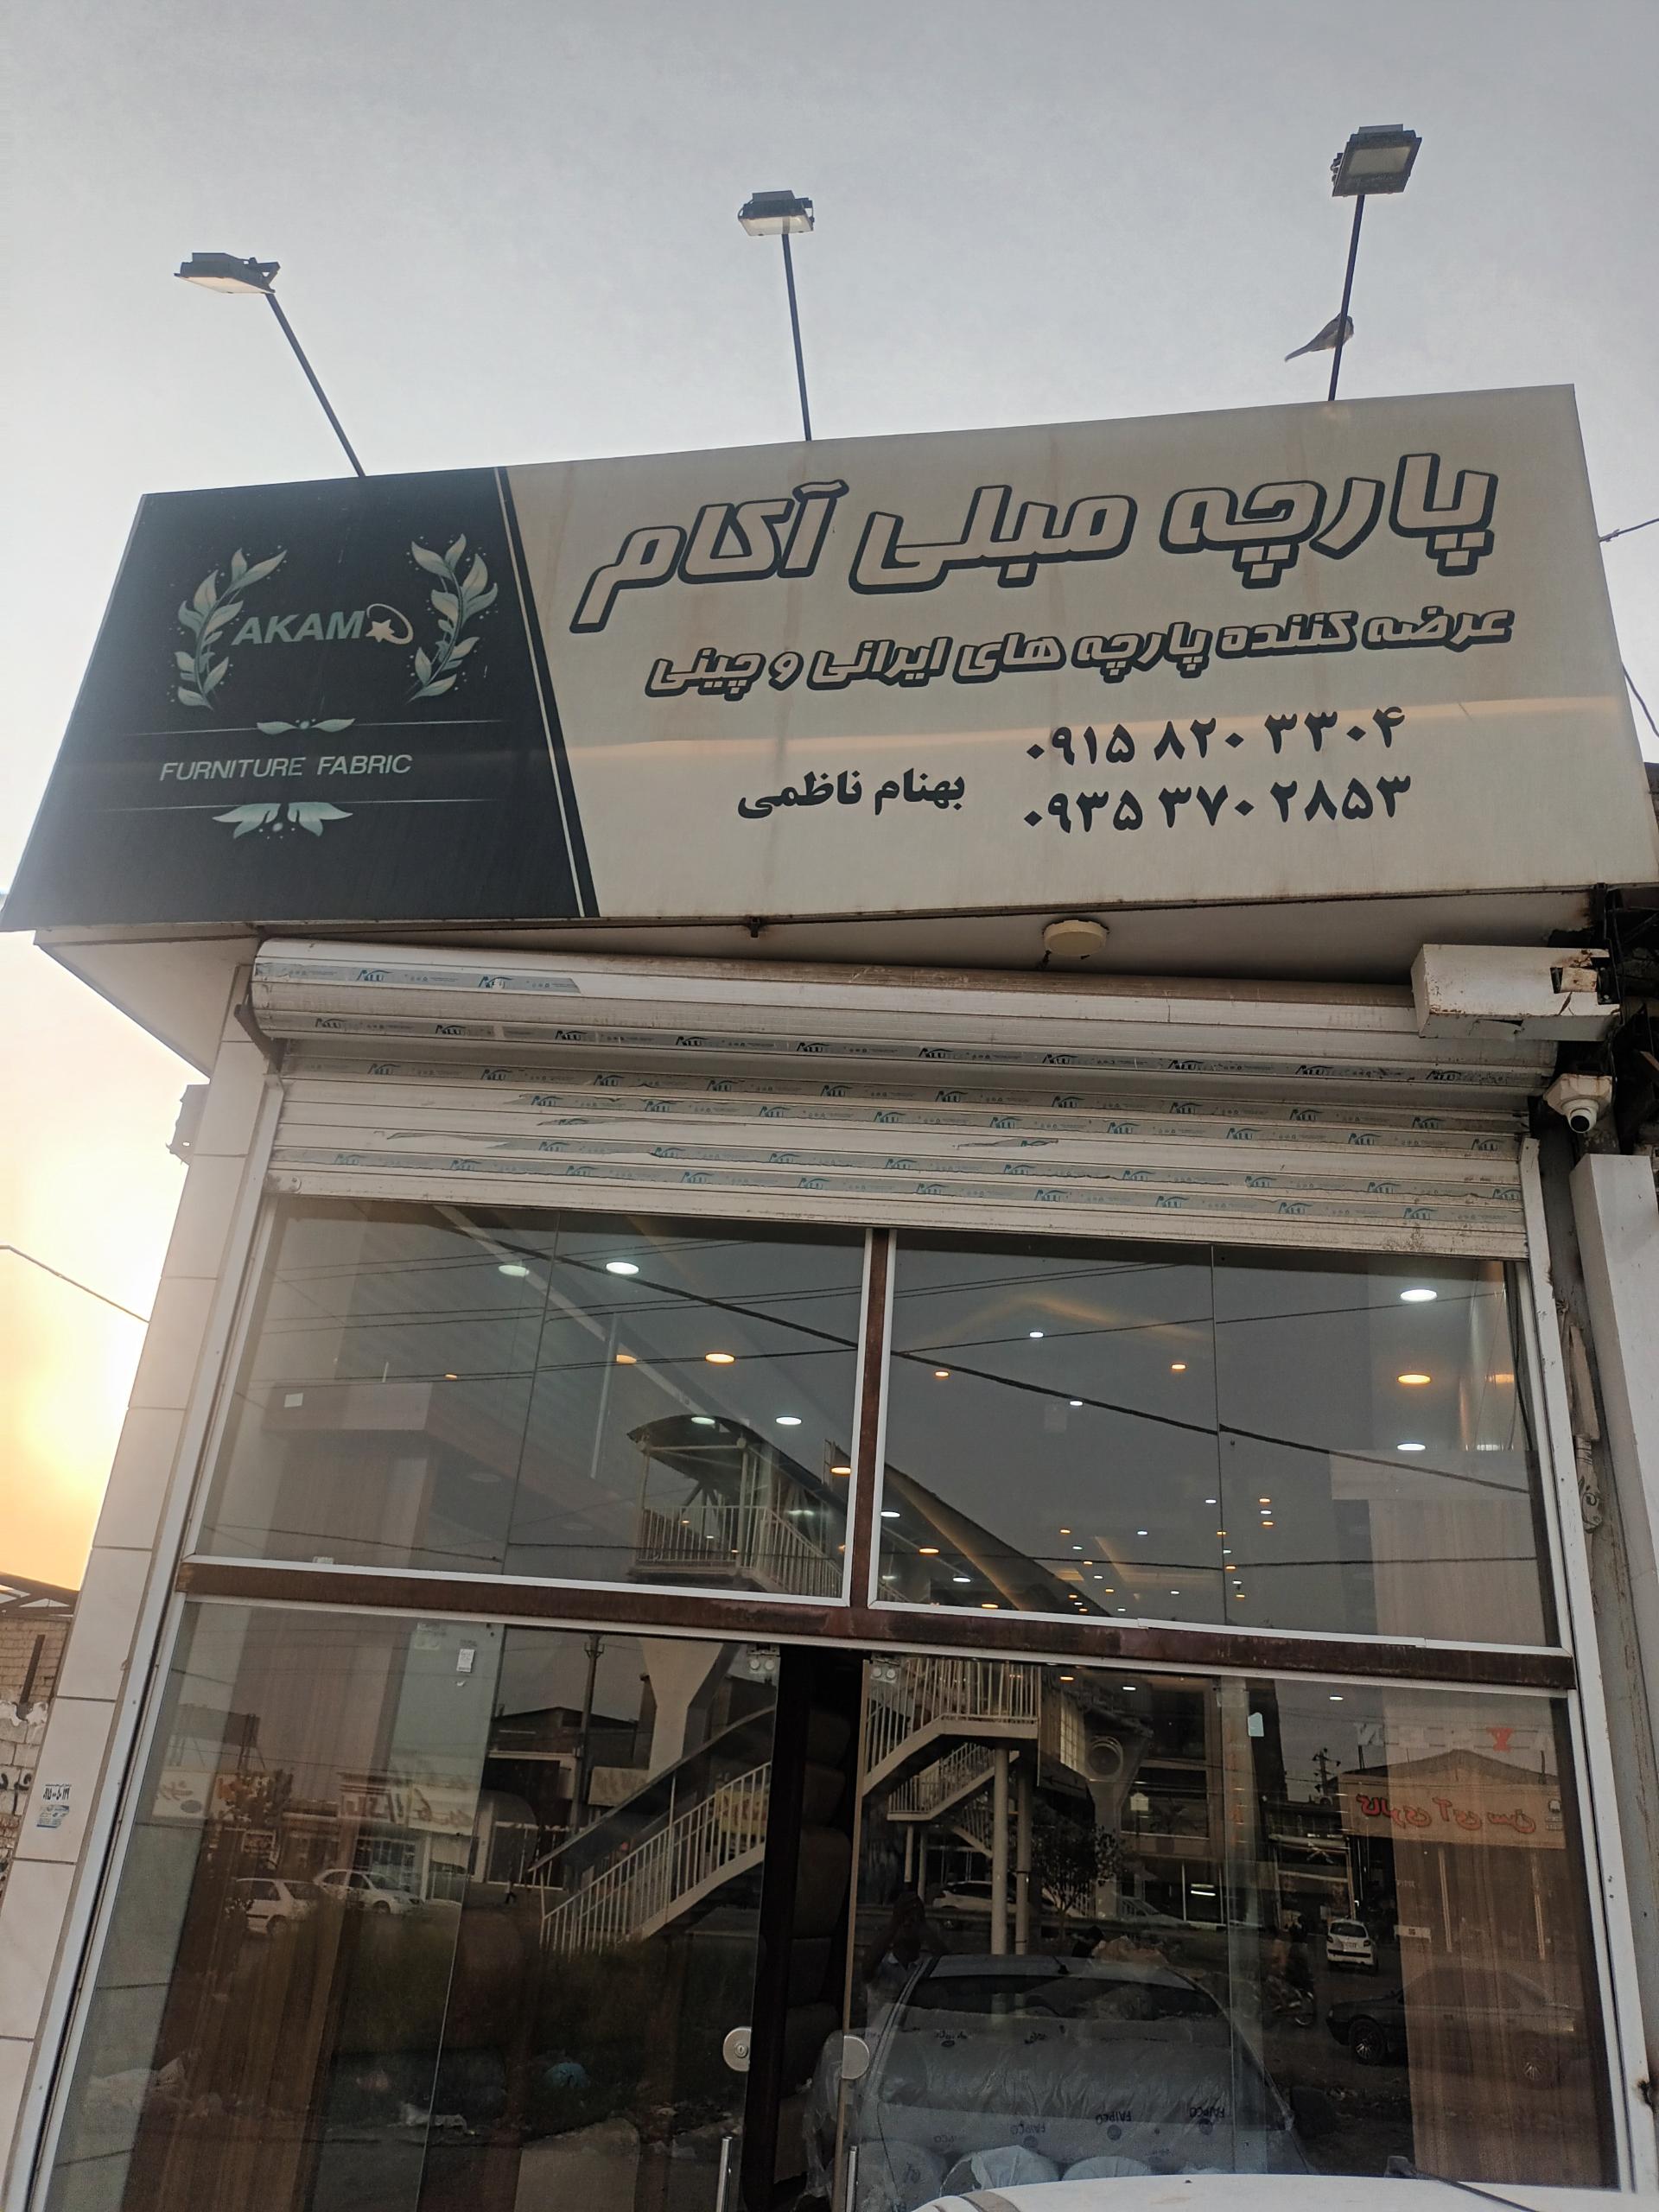 پارچه مبلی آکام
عرضه کننده پارچه های ایرانی و چینی
۰۹۱۵ ۸۲۰ ۳۳۰۴
بهنام ناظمی
۰۹۳۵ ۳۷۰ ۲۸۵۳
AKAM
FURNITURE FABRIC